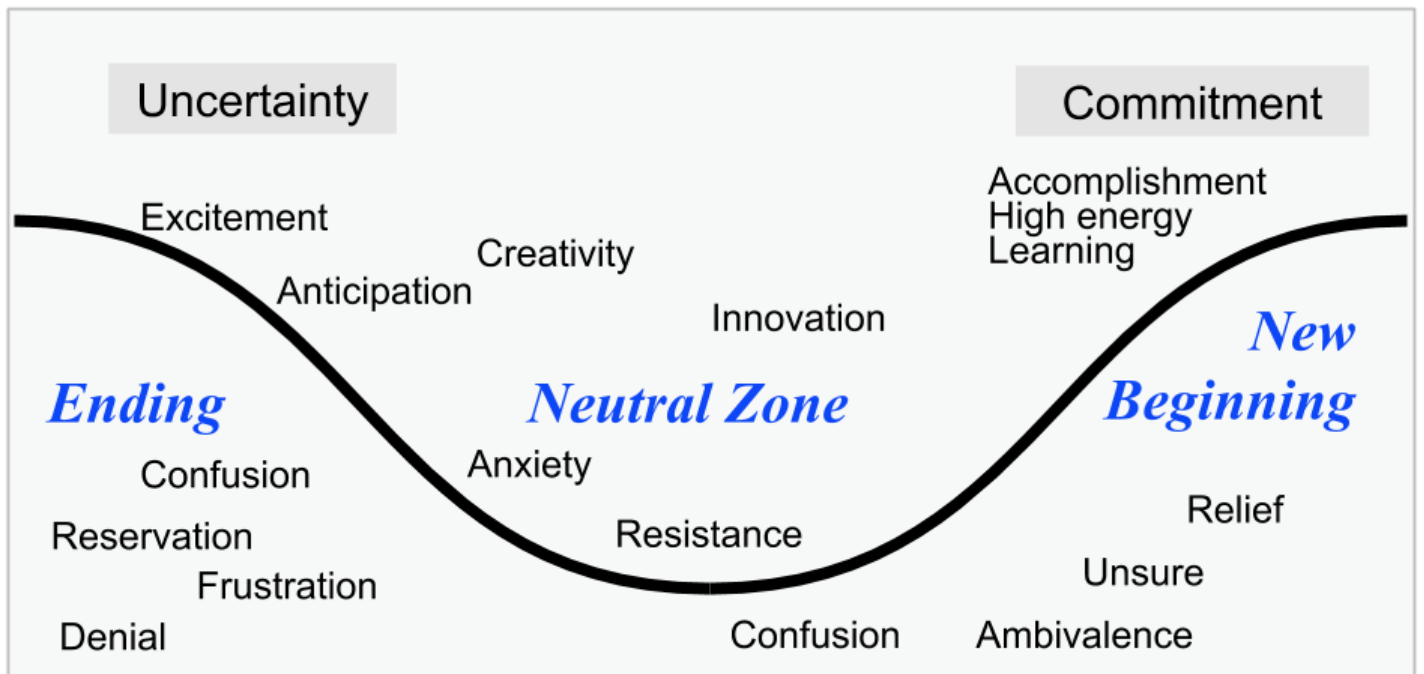 Uncertainty
Commitment
Excitement
Anticipation
Creativity
Innovation
Accomplishment
High energy
Learning
Ending
Neutral Zone
New
Beginning
Confusion
Reservation
Frustration
Denial
Anxiety
Resistance
Confusion
Relief
Unsure
Ambivalence